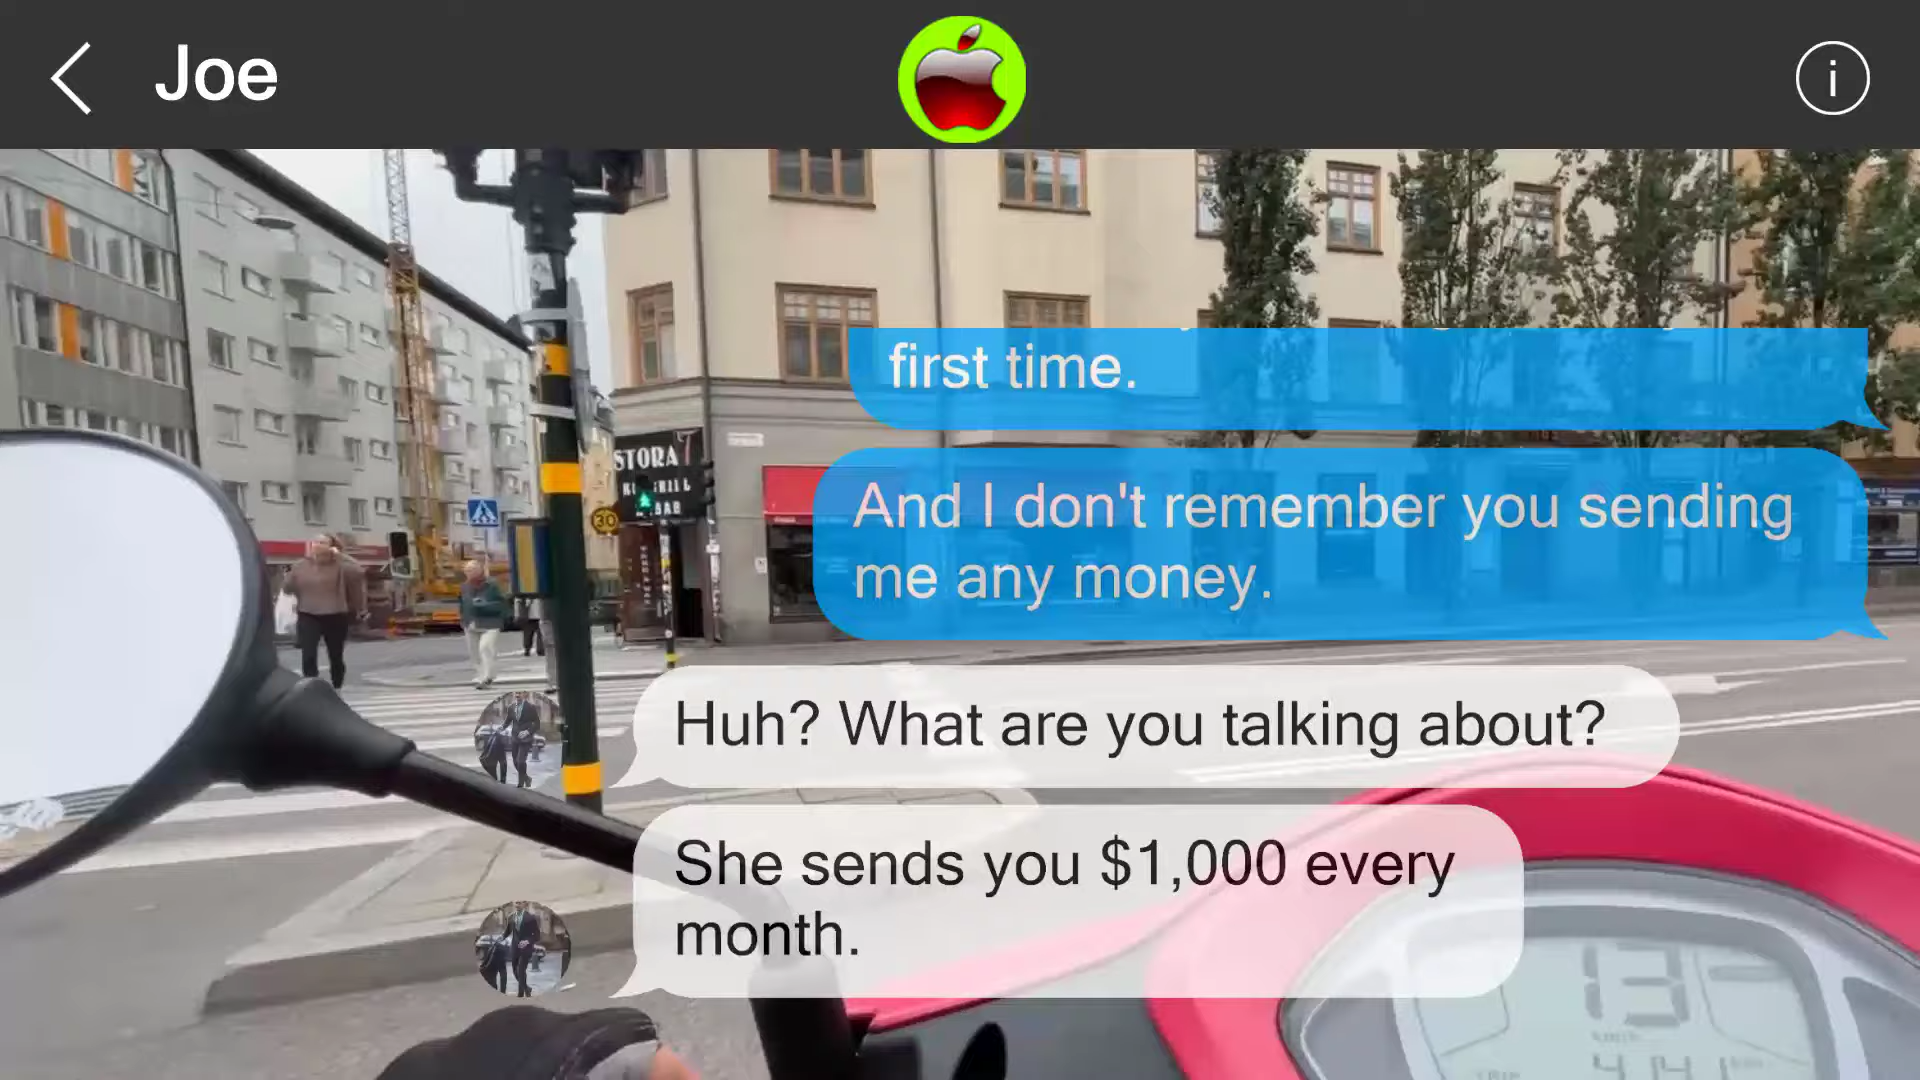 Joe
i
first time.
And I don't remember you sending
me any money.
Huh? What are you talking about?
She sends you $1,000 every
month.
STORA
30
13